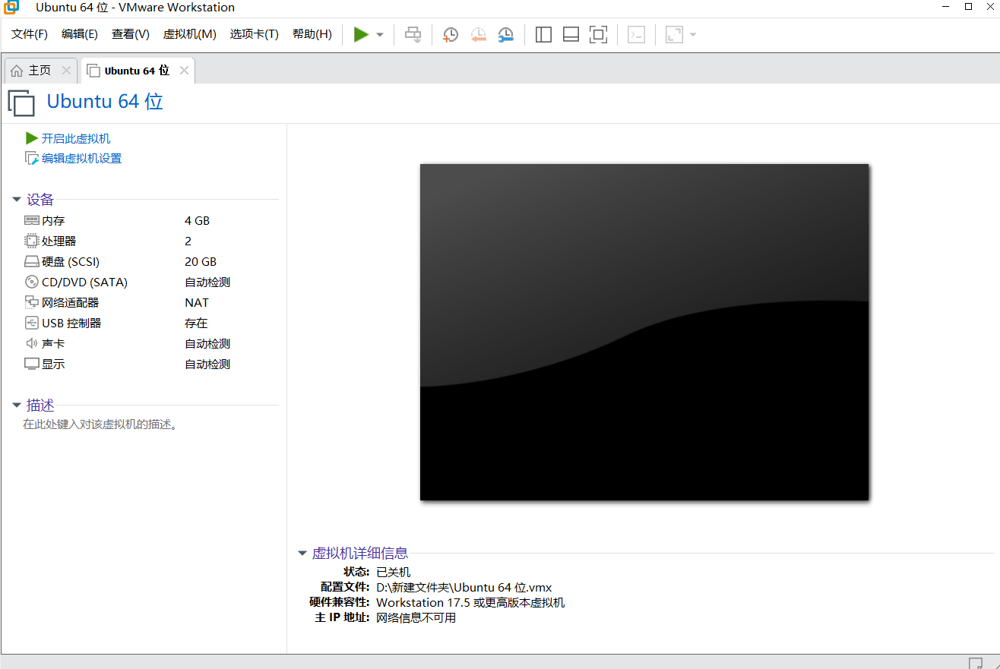 Ubuntu 64 位 - VMware Workstation
文件(F) 编辑(E) 查看(V) 虚拟机(M) 选项卡(T) 帮助(H)
主页 Ubuntu 64 位
Ubuntu 64 位
开启此虚拟机
编辑虚拟机设置
设备
内存 4 GB
处理器 2
硬盘 (SCSI) 20 GB
CD/DVD (SATA) 自动检测
网络适配器 NAT
USB 控制器 存在
声卡 自动检测
显示 自动检测
描述
在此处键入对该虚拟机的描述。
虚拟机详细信息
状态: 已关机
配置文件: D:\新建文件夹\Ubuntu 64 位.vmx
硬件兼容性: Workstation 17.5 或更高版本虚拟机
主 IP 地址: 网络信息不可用